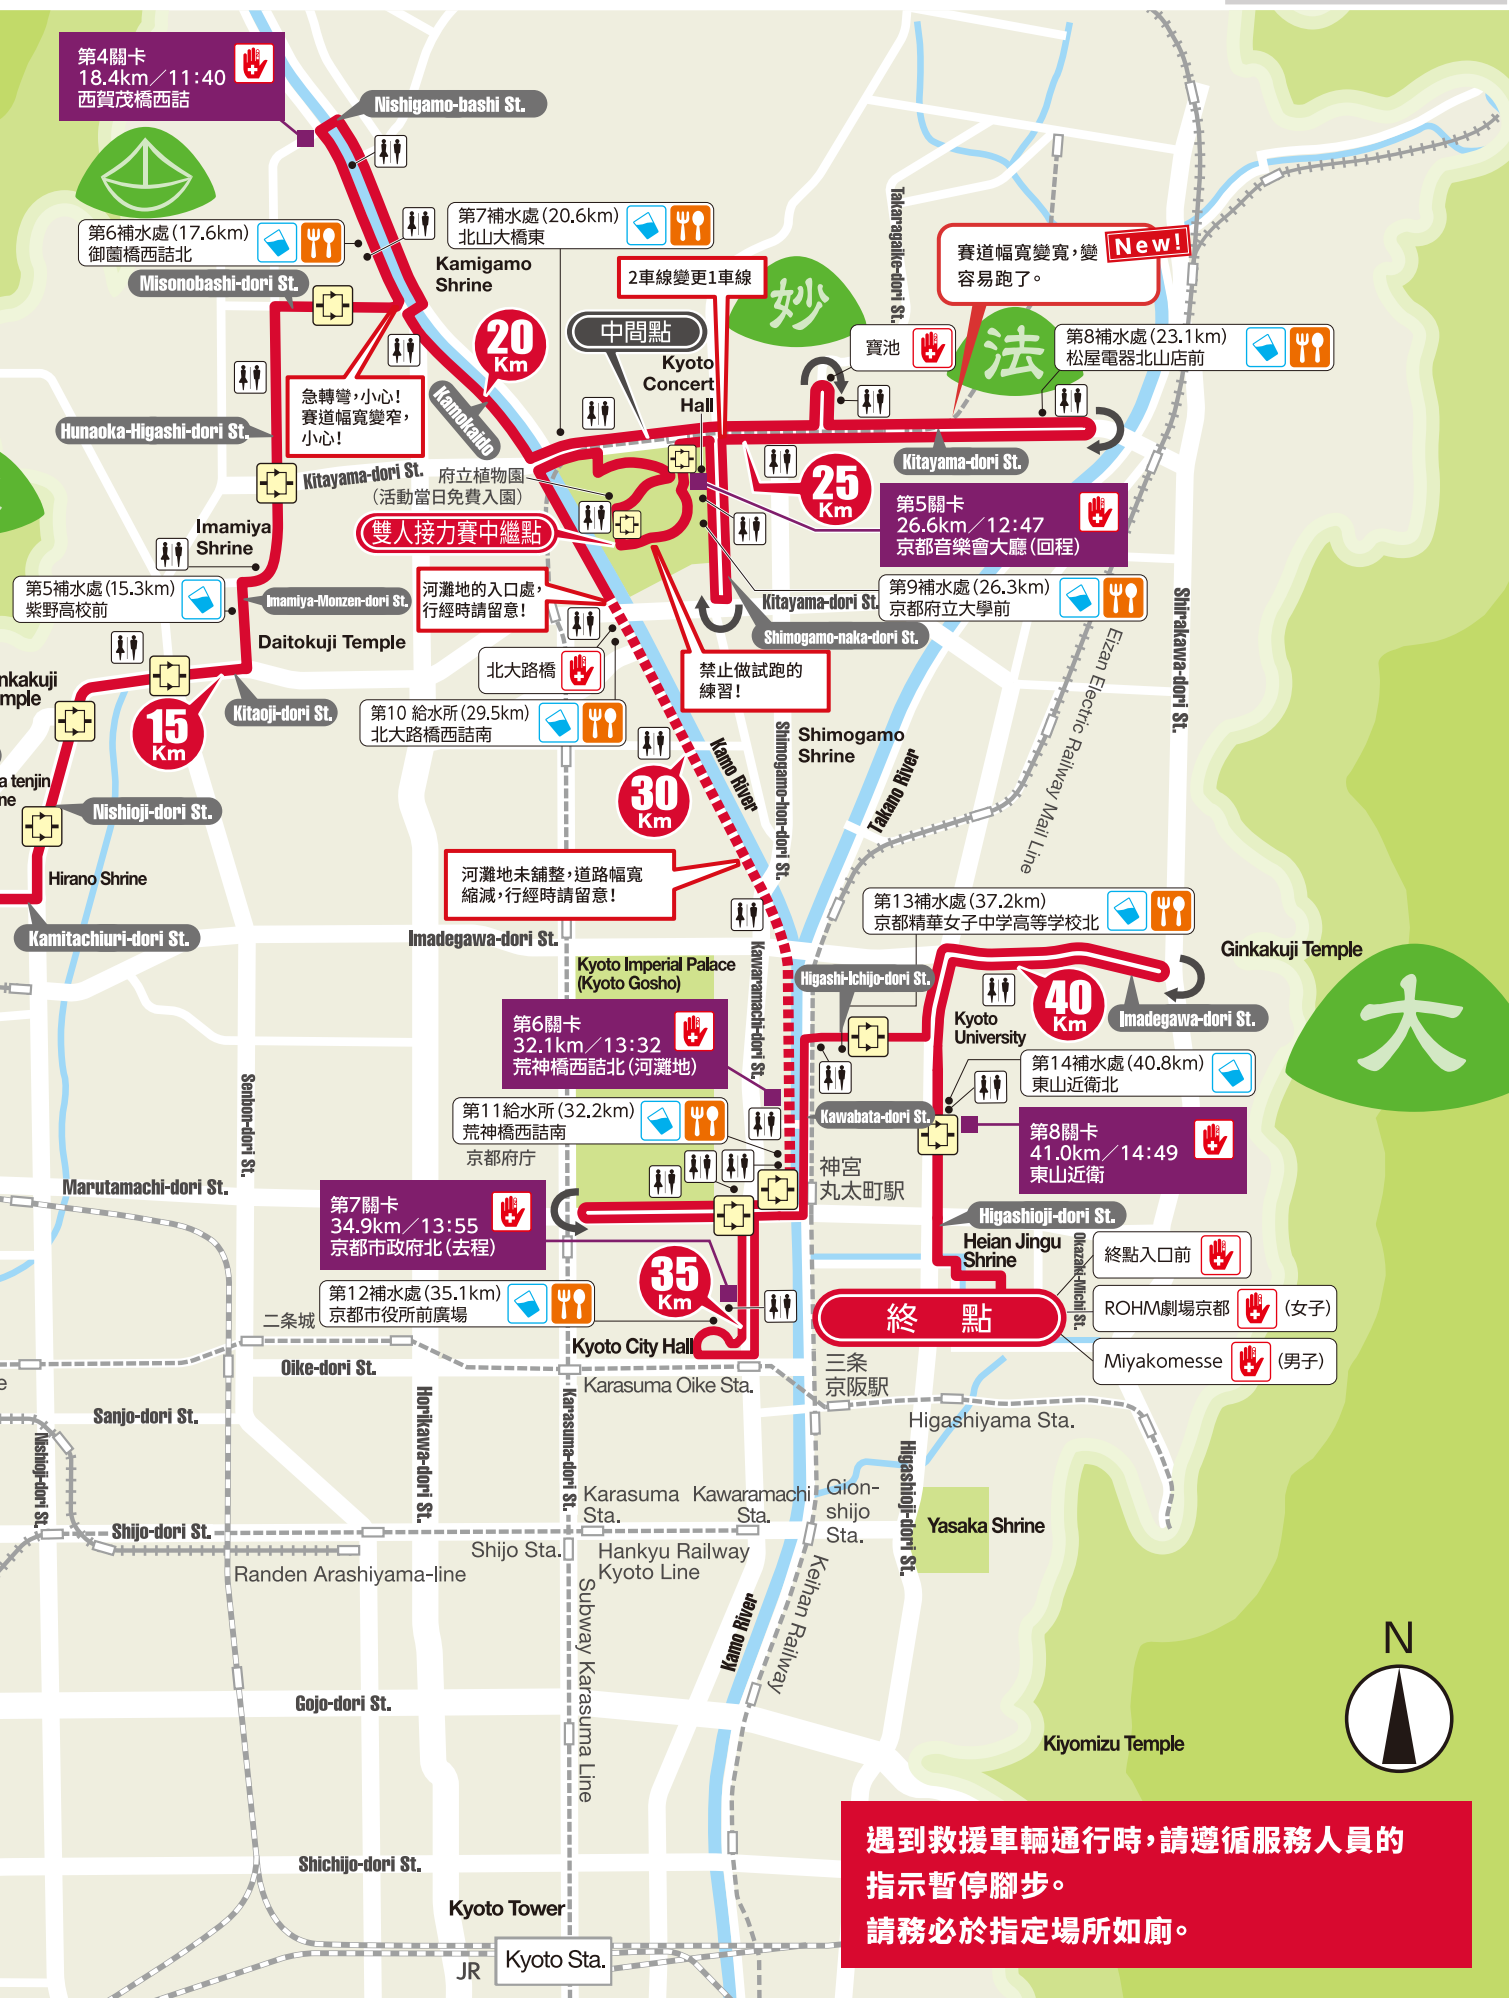 第4關卡
18.4km／11:40
西賀茂橋西詰
Nishigamo-bashi St.
第6補水處(17.6km)
御薗橋西詰北
第7補水處(20.6km)
北山大橋東
Kamigamo
Shrine
Misonobashi-dori St.
2車線變更1車線
妙
法
Takaragaike-dori St.
賽道幅寬變寬，變
容易跑了。
New!
20
Km
中間點
Kyoto
Concert
Hall
寶池
第8補水處(23.1km)
松屋電器北山店前
急轉彎，小心！
賽道幅寬變窄，
小心！
Kamokaido
Hunaoka-Higashi-dori St.
Kitayama-dori St.
府立植物園
（活動當日免費入園）
雙人接力賽中繼點
Kitayama-dori St.
25
Km
第5關卡
26.6km／12:47
京都音樂會大廳(回程)
Imamiya
Shrine
第5補水處(15.3km)
紫野高校前
Imamiya-Monzen-dori St.
河灘地的入口處，
行經時請留意！
Kitayama-dori St.
第9補水處(26.3km)
京都府立大學前
Shimogamo-naka-dori St.
Daitokuji Temple
北大路橋
禁止做試跑的
練習！
Shirakawa-dori St.
Eizan Electric Railway Mail Line
nkakuji
mple
15
Km
Kitaoji-dori St.
第10 給水所(29.5km)
北大路橋西詰南
Shimogamo
Shrine
Shimogamo-hon-dori St.
Kamo River
Takano River
a tenjin
ne
Nishioji-dori St.
30
Km
Hirano Shrine
河灘地未舖整，道路幅寬
縮減，行經時請留意！
第13補水處(37.2km)
京都精華女子中学高等学校北
Kamitachiuri-dori St.
Imadegawa-dori St.
Kawaramachi-dori St.
Ginkakuji Temple
大
Kyoto Imperial Palace
(Kyoto Gosho)
Higashi-Ichijo-dori St.
40
Km
Imadegawa-dori St.
Kyoto
University
第6關卡
32.1km／13:32
荒神橋西詰北(河灘地)
第14補水處(40.8km)
東山近衛北
Senbon-dori St.
第11給水所(32.2km)
荒神橋西詰南
京都府庁
Kawabata-dori St.
第8關卡
41.0km／14:49
東山近衛
Marutamachi-dori St.
神宮
丸太町駅
第7關卡
34.9km／13:55
京都市政府北(去程)
Higashioji-dori St.
Heian Jingu
Shrine
Okazaki-Michi St.
終點入口前
35
Km
第12補水處(35.1km)
京都市役所前廣場
ROHM劇場京都
(女子)
終 點
Miyakomesse
(男子)
二条城
Kyoto City Hall
Oike-dori St.
Karasuma Oike Sta.
三条
京阪駅
e
Sanjo-dori St.
Horikawa-dori St.
Karasuma-dori St.
Higashiyama Sta.
Nishioji-dori St.
Higashioji-dori St.
Karasuma
Sta.
Kawaramachi
Sta.
Gion-
shijo
Sta.
Yasaka Shrine
Shijo-dori St.
Shijo Sta.
Hankyu Railway
Kyoto Line
Randen Arashiyama-line
Subway Karasuma Line
Kamo River
Keihan Railway
N
Gojo-dori St.
Kiyomizu Temple
遇到救援車輛通行時，請遵循服務人員的
指示暫停腳步。
請務必於指定場所如廁。
Shichijo-dori St.
Kyoto Tower
Kyoto Sta.
JR